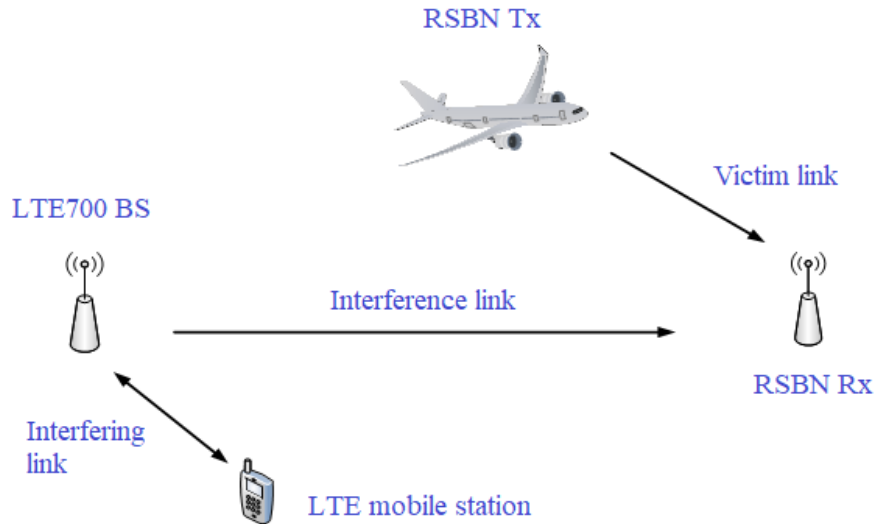 RSBN Tx
Victim link
LTE700 BS
Interference link
RSBN Rx
Interfering
link
LTE mobile station